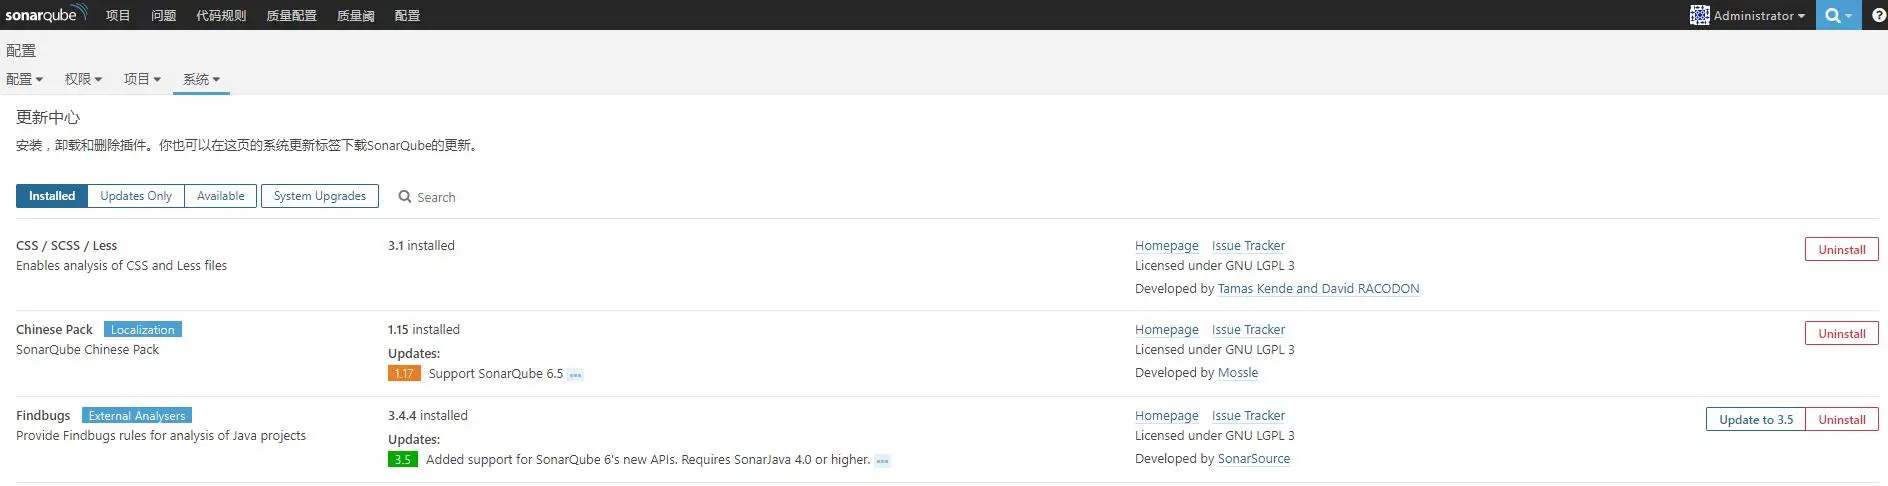 sonarqube 项目 问题 代码规则 质量配置 质量阈 配置 Administrator ?
配置
配置 权限 项目 系统
更新中心
安装，卸载和删除插件。你也可以在这页的系统更新标签下载SonarQube的更新。
Installed Updates Only Available System Upgrades Search
CSS / SCSS / Less 3.1 installed Homepage Issue Tracker Uninstall
Enables analysis of CSS and Less files Licensed under GNU LGPL 3
Developed by Tamas Kende and David RACODON
Chinese Pack Localization 1.15 installed Homepage Issue Tracker Uninstall
SonarQube Chinese Pack Updates: Licensed under GNU LGPL 3
1.17 Support SonarQube 6.5 ... Developed by Mossle
Findbugs External Analysers 3.4.4 installed Homepage Issue Tracker Update to 3.5 Uninstall
Provide Findbugs rules for analysis of Java projects Updates: Licensed under GNU LGPL 3
3.5 Added support for SonarQube 6's new APIs. Requires SonarJava 4.0 or higher. ... Developed by SonarSource